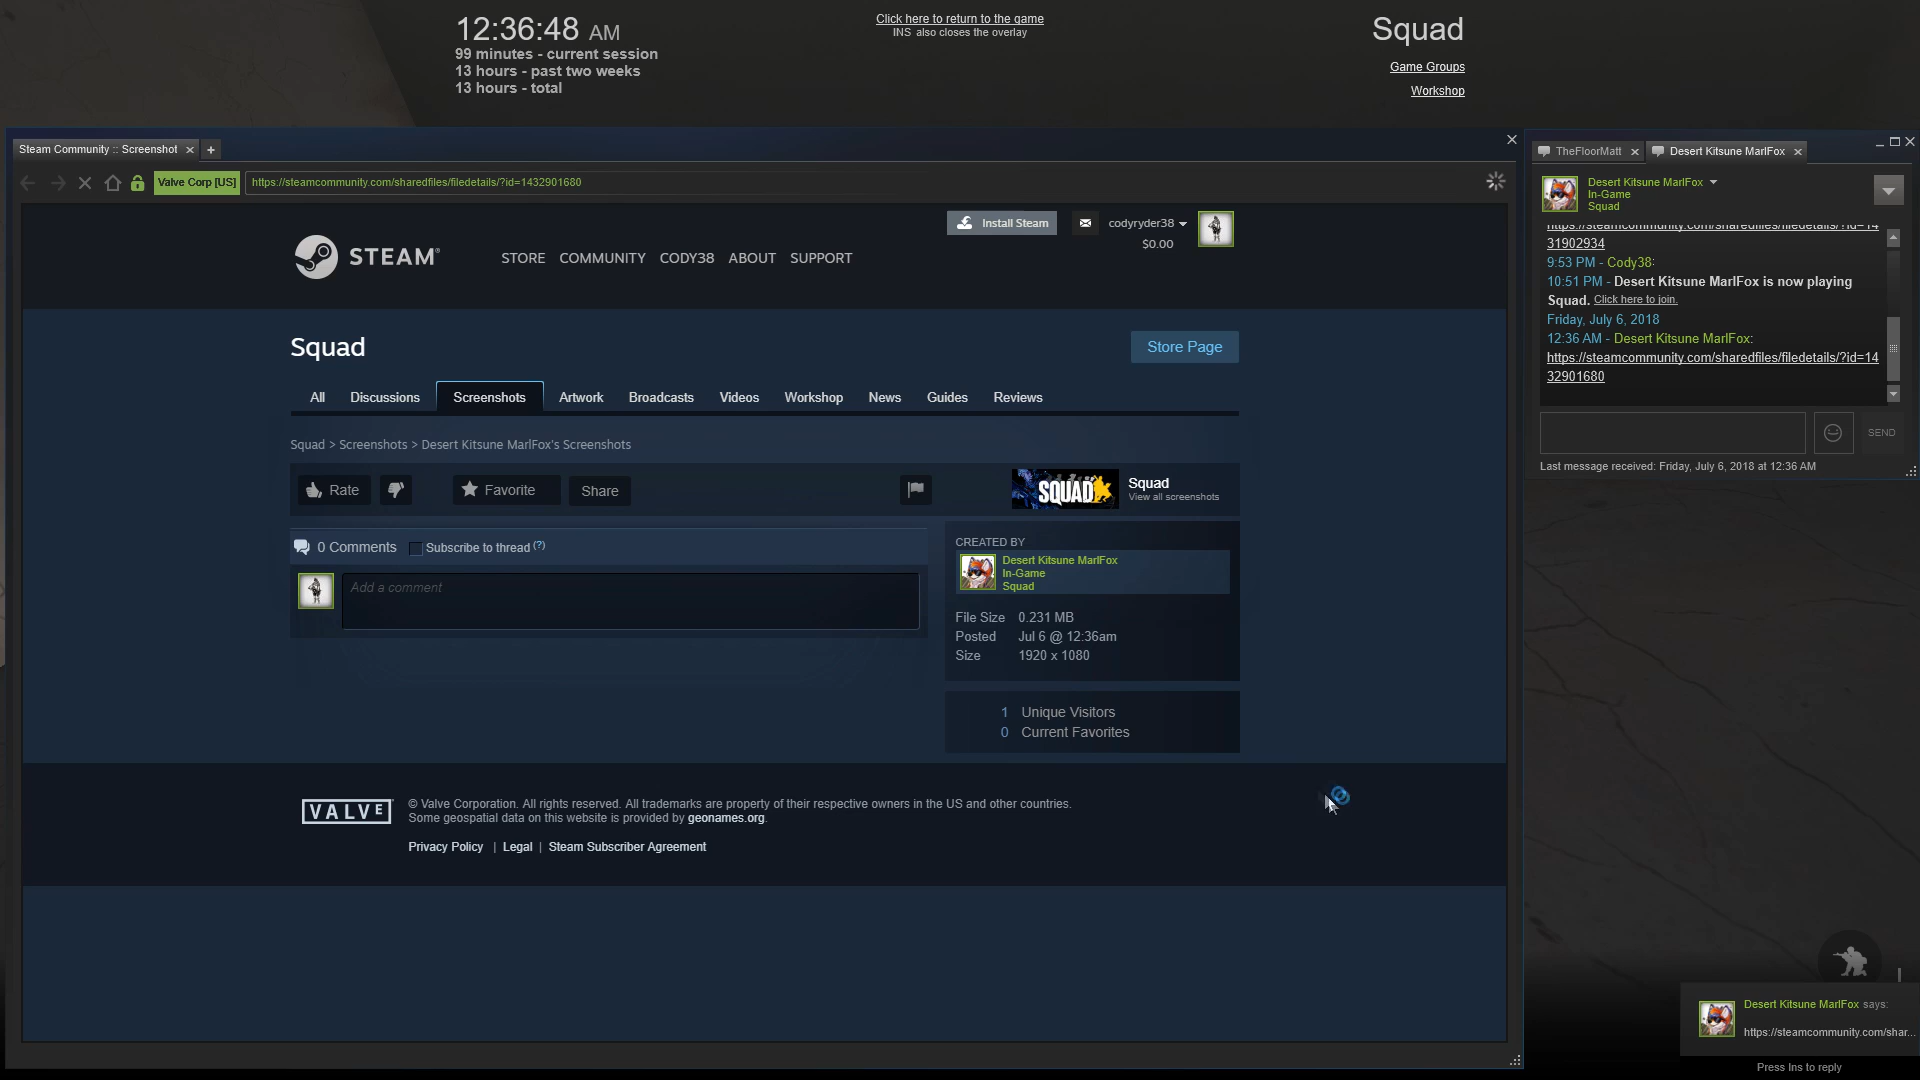 12:36:48 AM
99 minutes - current session
13 hours - past two weeks
13 hours - total
Click here to return to the game
INS also closes the overlay
Squad
Game Groups
Workshop
Steam Community :: Screenshot
Valve Corp [US]
https://steamcommunity.com/sharedfiles/filedetails/?id=1432901680
Install Steam
codyryder38
$0.00
STEAM®
STORE COMMUNITY CODY38 ABOUT SUPPORT
Squad
Store Page
All Discussions Screenshots Artwork Broadcasts Videos Workshop News Guides Reviews
Squad > Screenshots > Desert Kitsune MarlFox's Screenshots
Rate Favorite Share
SQUAD
Squad
View all screenshots
0 Comments Subscribe to thread (?)
Add a comment
CREATED BY
Desert Kitsune MarlFox
In-Game
Squad
File Size 0.231 MB
Posted Jul 6 @ 12:36am
Size 1920 x 1080
1 Unique Visitors
0 Current Favorites
VALVE
© Valve Corporation. All rights reserved. All trademarks are property of their respective owners in the US and other countries.
Some geospatial data on this website is provided by geonames.org.
Privacy Policy | Legal | Steam Subscriber Agreement
TheFloorMatt
Desert Kitsune MarlFox
Desert Kitsune MarlFox
In-Game
Squad
https://steamcommunity.com/sharedfiles/filedetails/?id=14
31902934
9:53 PM - Cody38:
10:51 PM - Desert Kitsune MarlFox is now playing
Squad. Click here to join.
Friday, July 6, 2018
12:36 AM - Desert Kitsune MarlFox:
https://steamcommunity.com/sharedfiles/filedetails/?id=14
32901680
SEND
Last message received: Friday, July 6, 2018 at 12:36 AM
Desert Kitsune MarlFox says:
https://steamcommunity.com/shar...
Press Ins to reply